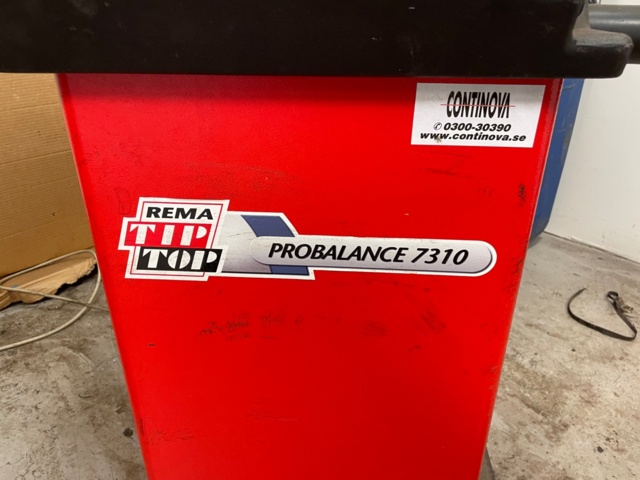 CONTINOVA
✆0300-30390
www.continova.se
REMA
TIP
TOP
PROBALANCE 7310